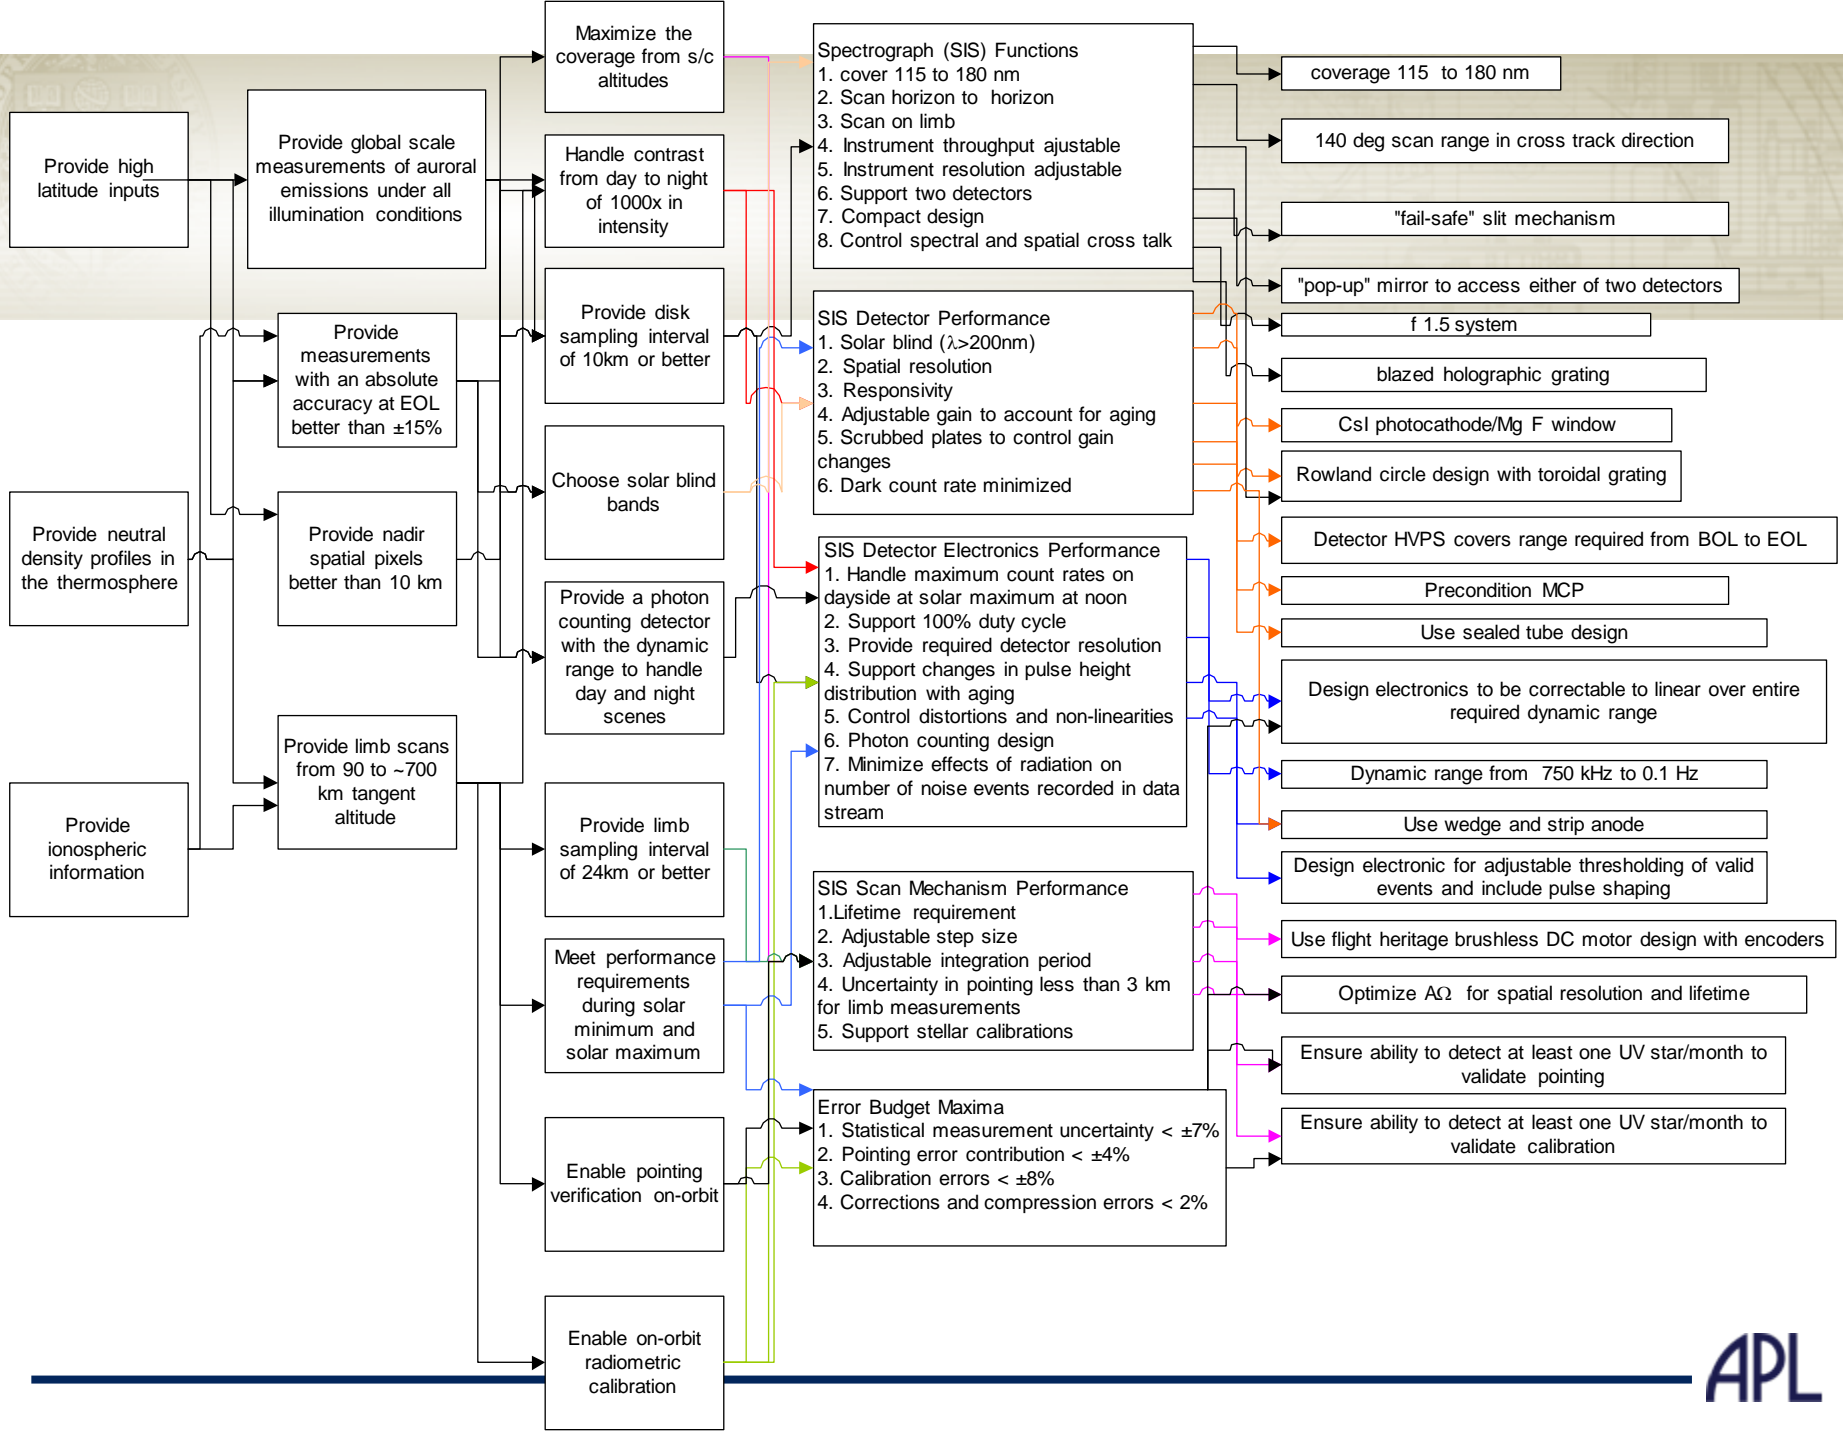 Provide high
latitude inputs
Provide neutral
density profiles in
the thermosphere
Provide
ionospheric
information
Provide global scale
measurements of auroral
emissions under all
illumination conditions
Provide
measurements
with an absolute
accuracy at EOL
better than ±15%
Provide nadir
spatial pixels
better than 10 km
Provide limb scans
from 90 to ~700
km tangent
altitude
Maximize the
coverage from s/c
altitudes
Handle contrast
from day to night
of 1000x in
intensity
Provide disk
sampling interval
of 10km or better
Choose solar blind
bands
Provide a photon
counting detector
with the dynamic
range to handle
day and night
scenes
Provide limb
sampling interval
of 24km or better
Meet performance
requirements
during solar
minimum and
solar maximum
Enable pointing
verification on-orbit
Enable on-orbit
radiometric
calibration
Spectrograph (SIS) Functions
1. cover 115 to 180 nm
2. Scan horizon to horizon
3. Scan on limb
4. Instrument throughput ajustable
5. Instrument resolution adjustable
6. Support two detectors
7. Compact design
8. Control spectral and spatial cross talk
SIS Detector Performance
1. Solar blind (λ>200nm)
2. Spatial resolution
3. Responsivity
4. Adjustable gain to account for aging
5. Scrubbed plates to control gain
changes
6. Dark count rate minimized
SIS Detector Electronics Performance
1. Handle maximum count rates on
dayside at solar maximum at noon
2. Support 100% duty cycle
3. Provide required detector resolution
4. Support changes in pulse height
distribution with aging
5. Control distortions and non-linearities
6. Photon counting design
7. Minimize effects of radiation on
number of noise events recorded in data
stream
SIS Scan Mechanism Performance
1.Lifetime requirement
2. Adjustable step size
3. Adjustable integration period
4. Uncertainty in pointing less than 3 km
for limb measurements
5. Support stellar calibrations
Error Budget Maxima
1. Statistical measurement uncertainty < ±7%
2. Pointing error contribution < ±4%
3. Calibration errors < ±8%
4. Corrections and compression errors < 2%
coverage 115 to 180 nm
140 deg scan range in cross track direction
"fail-safe" slit mechanism
"pop-up" mirror to access either of two detectors
f 1.5 system
blazed holographic grating
CsI photocathode/Mg F window
Rowland circle design with toroidal grating
Detector HVPS covers range required from BOL to EOL
Precondition MCP
Use sealed tube design
Design electronics to be correctable to linear over entire
required dynamic range
Dynamic range from 750 kHz to 0.1 Hz
Use wedge and strip anode
Design electronic for adjustable thresholding of valid
events and include pulse shaping
Use flight heritage brushless DC motor design with encoders
Optimize AΩ for spatial resolution and lifetime
Ensure ability to detect at least one UV star/month to
validate pointing
Ensure ability to detect at least one UV star/month to
validate calibration
APL